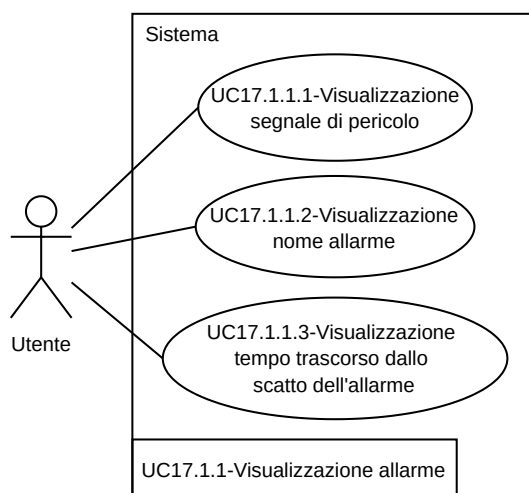 Sistema
UC17.1.1.1-Visualizzazione
segnale di pericolo
UC17.1.1.2-Visualizzazione
nome allarme
UC17.1.1.3-Visualizzazione
tempo trascorso dallo
scatto dell'allarme
Utente
UC17.1.1-Visualizzazione allarme